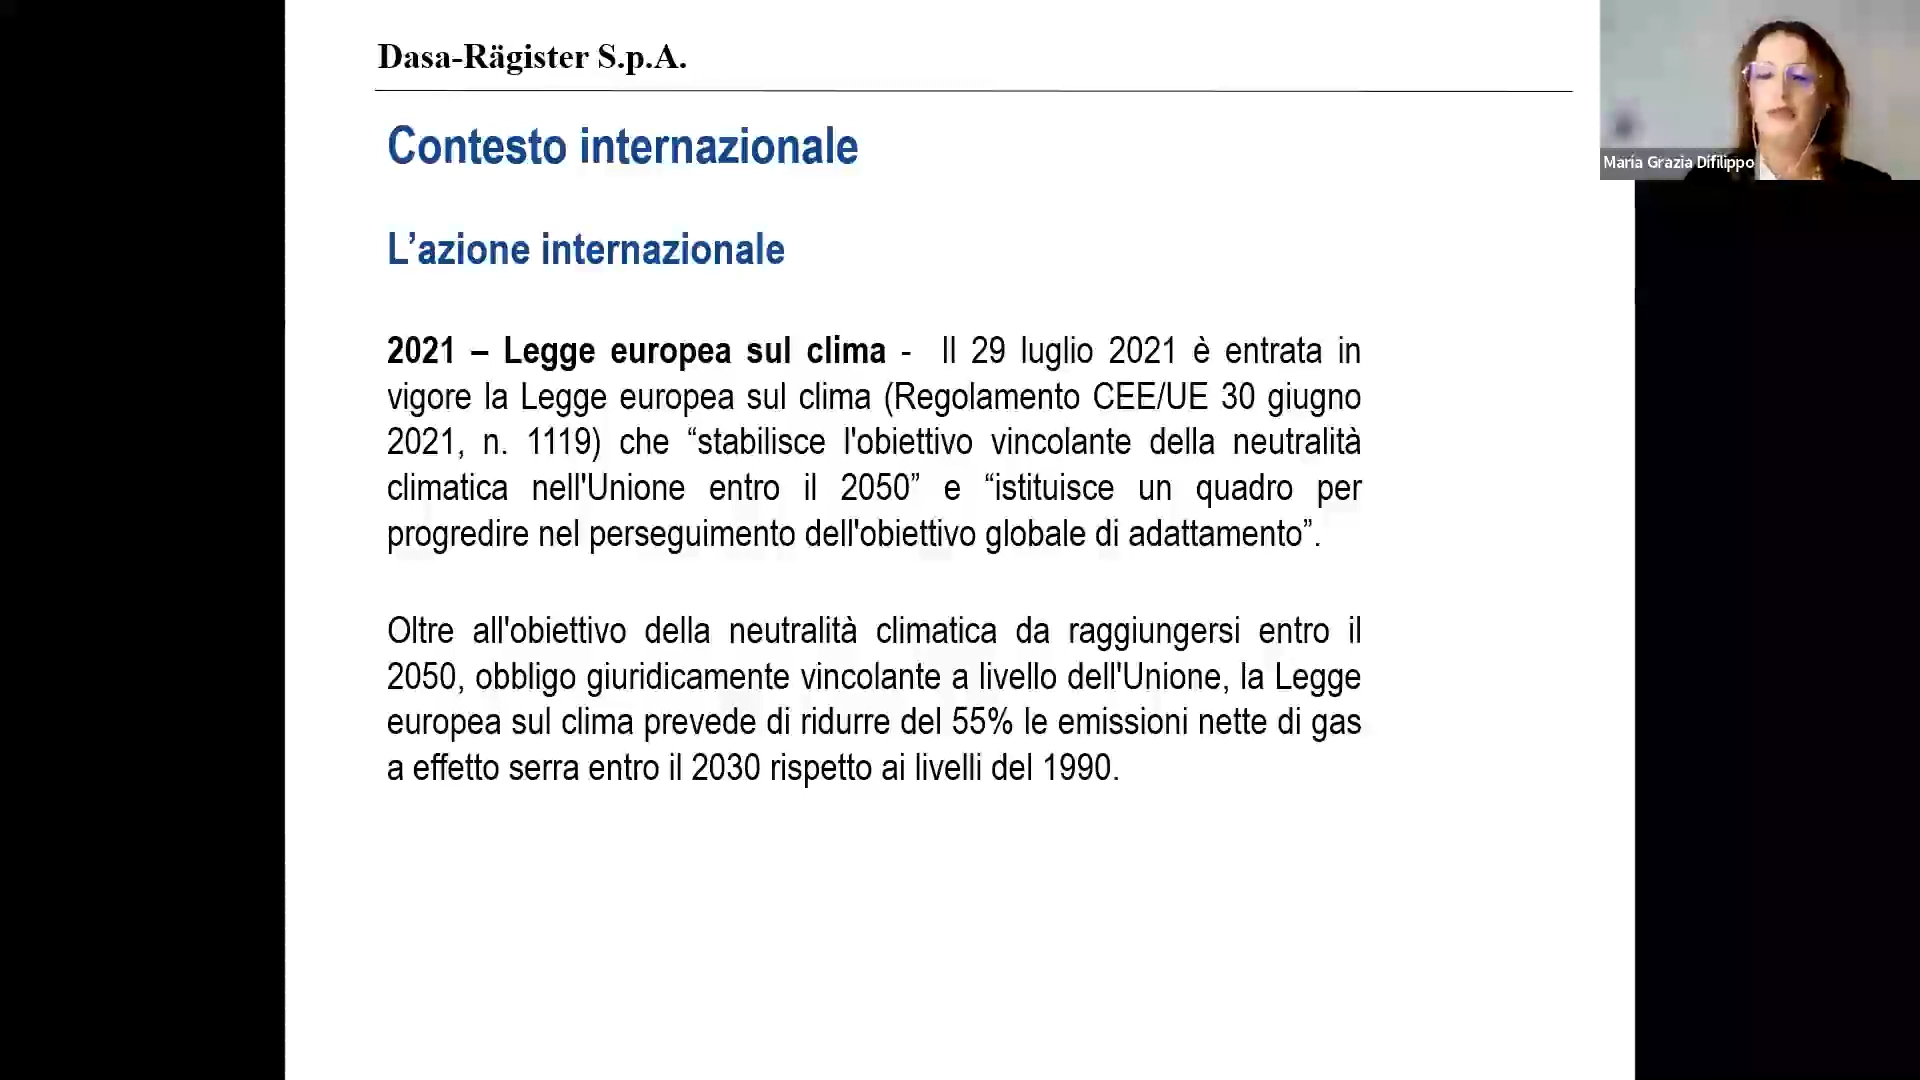 Dasa-Rägister S.p.A.
Contesto internazionale
L’azione internazionale
2021 – Legge europea sul clima - Il 29 luglio 2021 è entrata in
vigore la Legge europea sul clima (Regolamento CEE/UE 30 giugno
2021, n. 1119) che “stabilisce l'obiettivo vincolante della neutralità
climatica nell'Unione entro il 2050” e “istituisce un quadro per
progredire nel perseguimento dell'obiettivo globale di adattamento”.
Oltre all'obiettivo della neutralità climatica da raggiungersi entro il
2050, obbligo giuridicamente vincolante a livello dell'Unione, la Legge
europea sul clima prevede di ridurre del 55% le emissioni nette di gas
a effetto serra entro il 2030 rispetto ai livelli del 1990.
Maria Grazia Difilippo